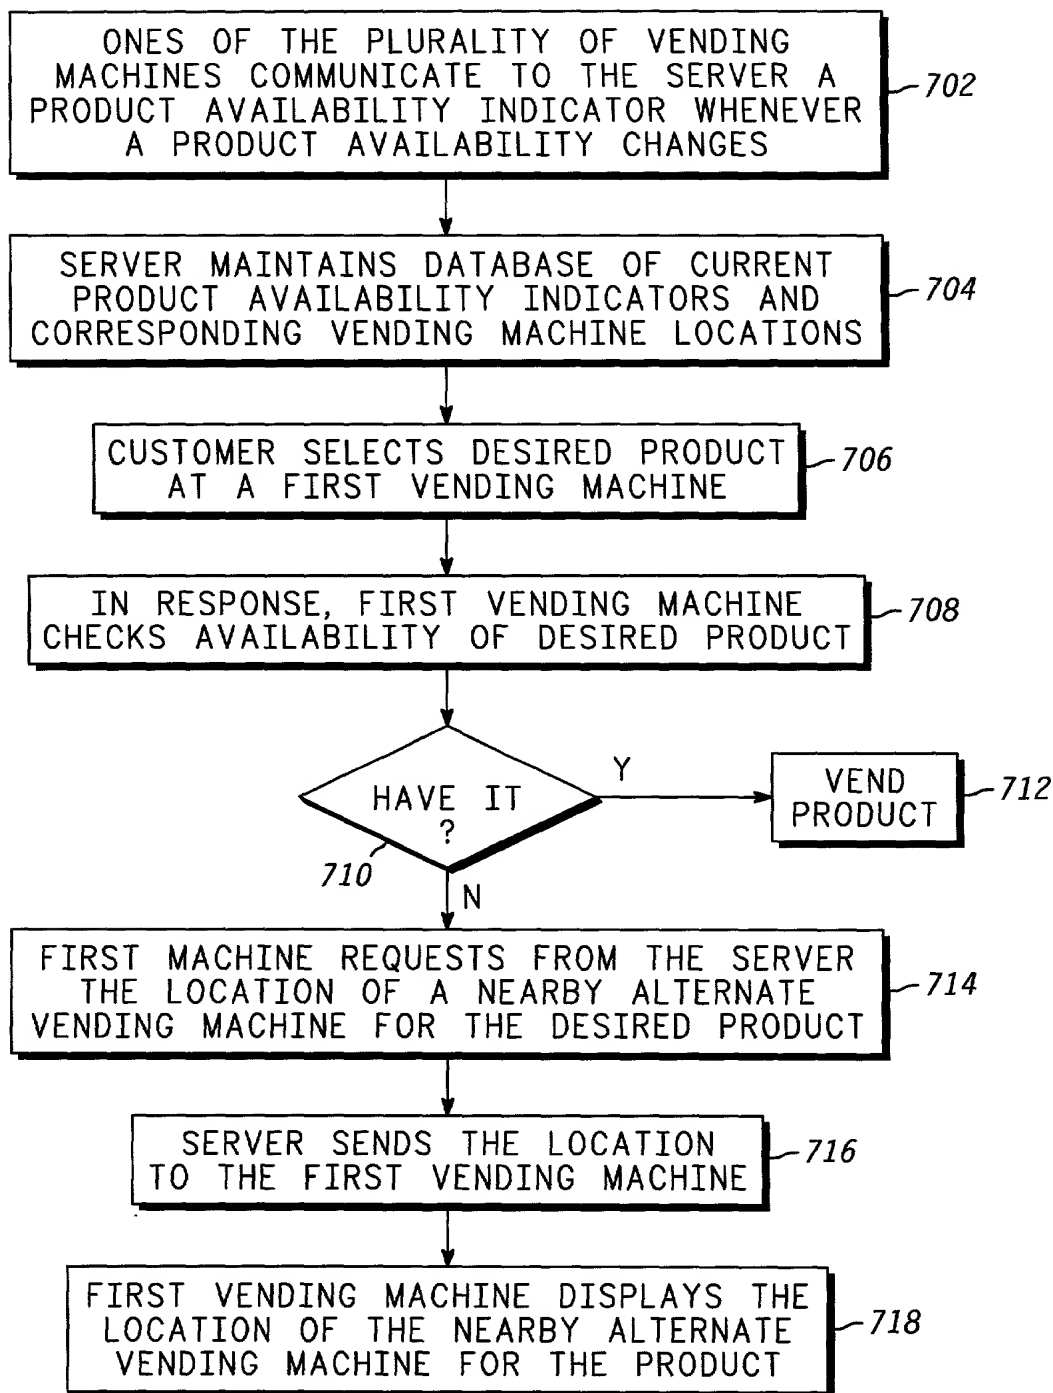 ONES OF THE PLURALITY OF VENDING
MACHINES COMMUNICATE TO THE SERVER A
PRODUCT AVAILABILITY INDICATOR WHENEVER
A PRODUCT AVAILABILITY CHANGES
702
SERVER MAINTAINS DATABASE OF CURRENT
PRODUCT AVAILABILITY INDICATORS AND
CORRESPONDING VENDING MACHINE LOCATIONS
704
CUSTOMER SELECTS DESIRED PRODUCT
AT A FIRST VENDING MACHINE
706
IN RESPONSE, FIRST VENDING MACHINE
CHECKS AVAILABILITY OF DESIRED PRODUCT
708
HAVE IT
?
710
Y
VEND
PRODUCT
712
N
FIRST MACHINE REQUESTS FROM THE SERVER
THE LOCATION OF A NEARBY ALTERNATE
VENDING MACHINE FOR THE DESIRED PRODUCT
714
SERVER SENDS THE LOCATION
TO THE FIRST VENDING MACHINE
716
FIRST VENDING MACHINE DISPLAYS THE
LOCATION OF THE NEARBY ALTERNATE
VENDING MACHINE FOR THE PRODUCT
718